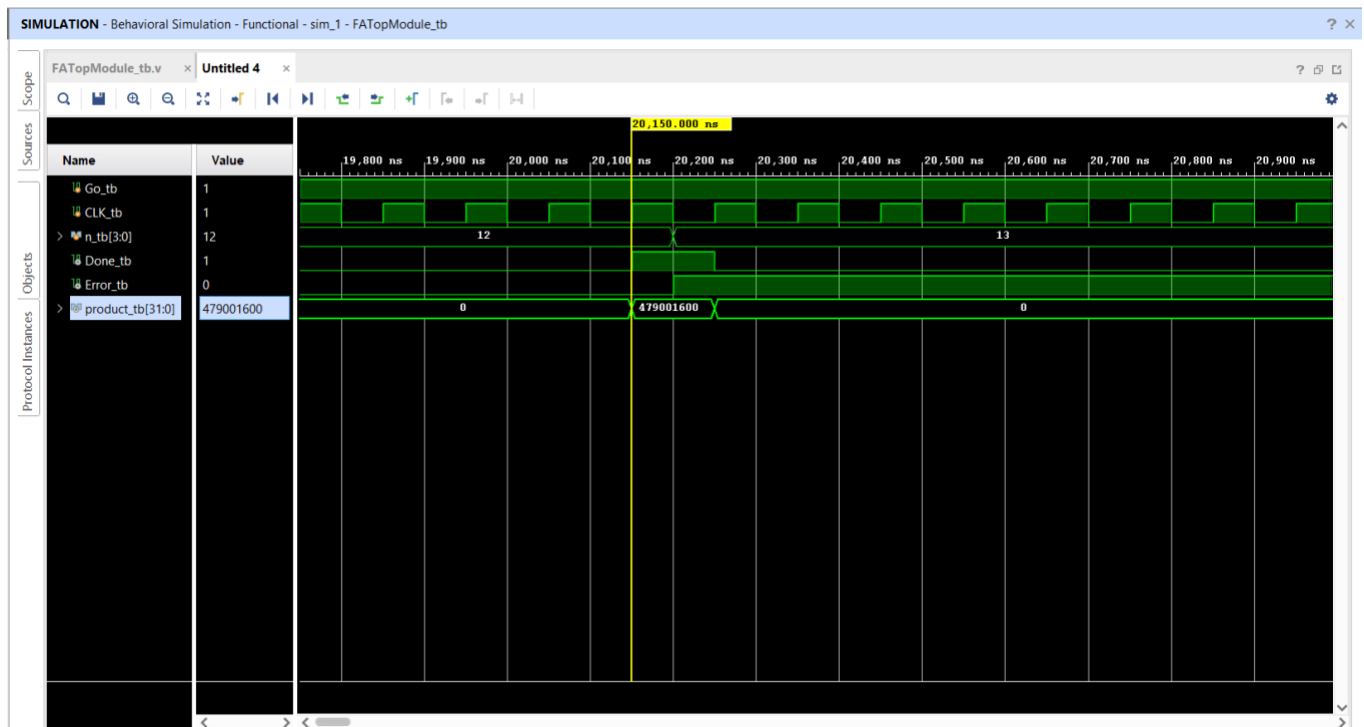 SIMULATION - Behavioral Simulation - Functional - sim_1 - FATopModule_tb
? ×
Scope
Sources
Objects
Protocol Instances
FATopModule_tb.v × Untitled 4 ×
?
20,150.000 ns
Name Value
19,800 ns 19,900 ns 20,000 ns 20,100 ns 20,200 ns 20,300 ns 20,400 ns 20,500 ns 20,600 ns 20,700 ns 20,800 ns 20,900 ns
Go_tb 1
CLK_tb 1
> n_tb[3:0] 12 12 13
Done_tb 1
Error_tb 0
> product_tb[31:0] 479001600 0 479001600 0